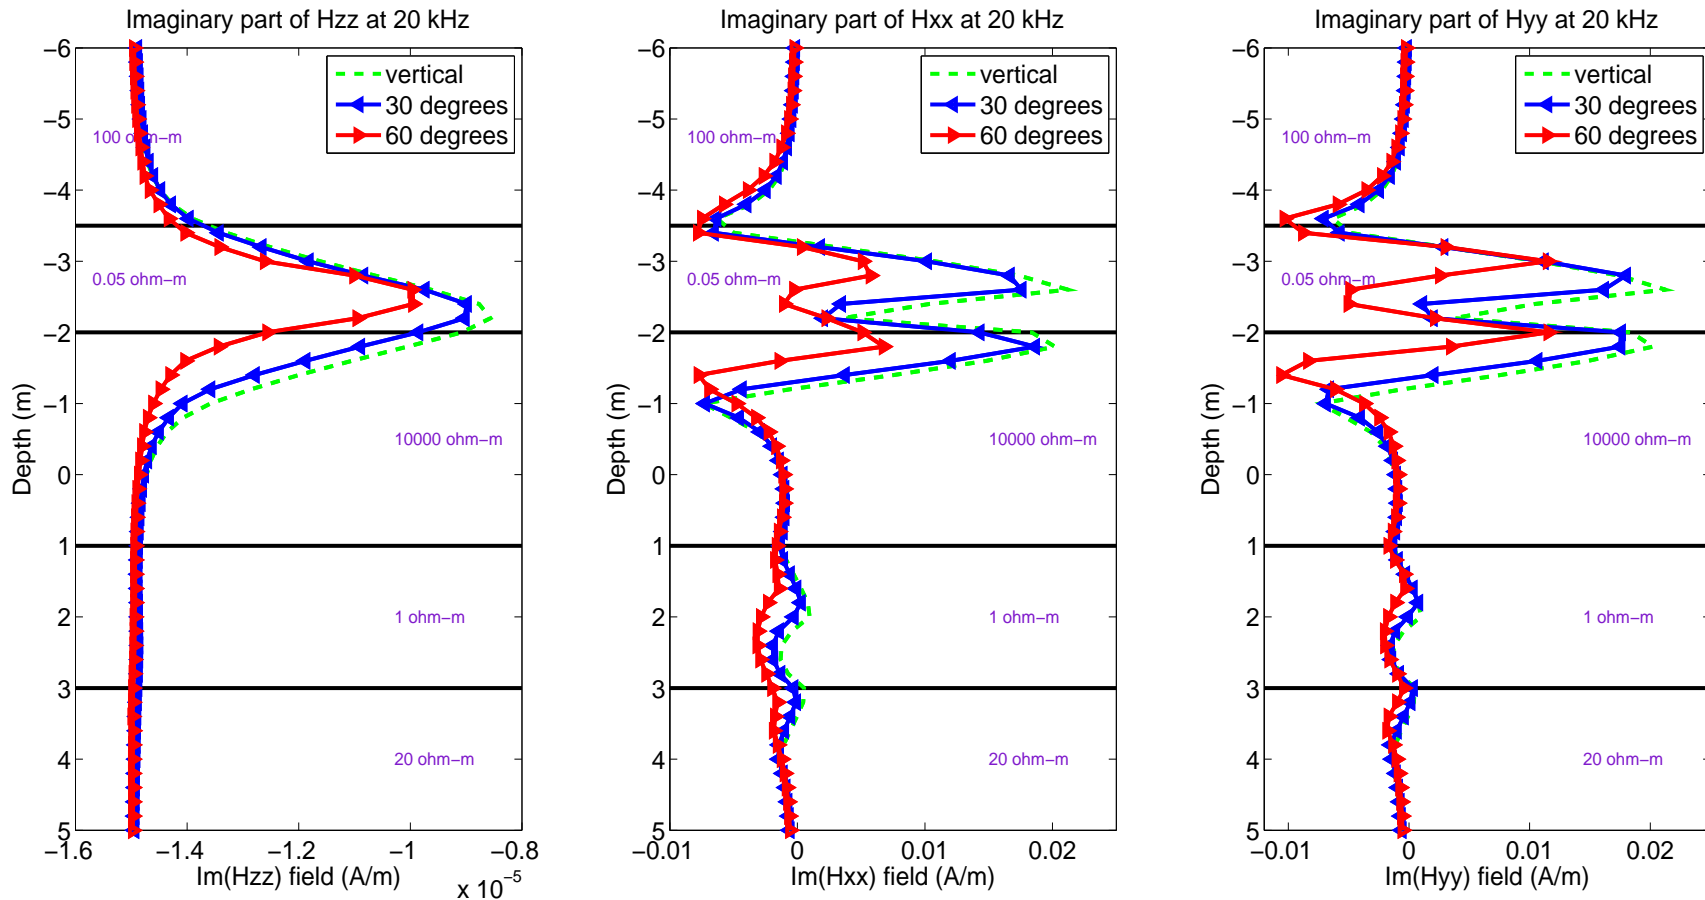 Imaginary part of Hzz at 20 kHz
−6
−5
−4
−3
−2
−1
0
1
2
3
4
5
Depth (m)
vertical
30 degrees
60 degrees
100 ohm−m
0.05 ohm−m
10000 ohm−m
1 ohm−m
20 ohm−m
−1.6
−1.4
−1.2
−1
−0.8
Im(Hzz) field (A/m)
x 10−5
Imaginary part of Hxx at 20 kHz
−6
−5
−4
−3
−2
−1
0
1
2
3
4
5
Depth (m)
vertical
30 degrees
60 degrees
100 ohm−m
0.05 ohm−m
10000 ohm−m
1 ohm−m
20 ohm−m
−0.01
0
0.01
0.02
Im(Hxx) field (A/m)
Imaginary part of Hyy at 20 kHz
−6
−5
−4
−3
−2
−1
0
1
2
3
4
5
Depth (m)
vertical
30 degrees
60 degrees
100 ohm−m
0.05 ohm−m
10000 ohm−m
1 ohm−m
20 ohm−m
−0.01
0
0.01
0.02
Im(Hyy) field (A/m)